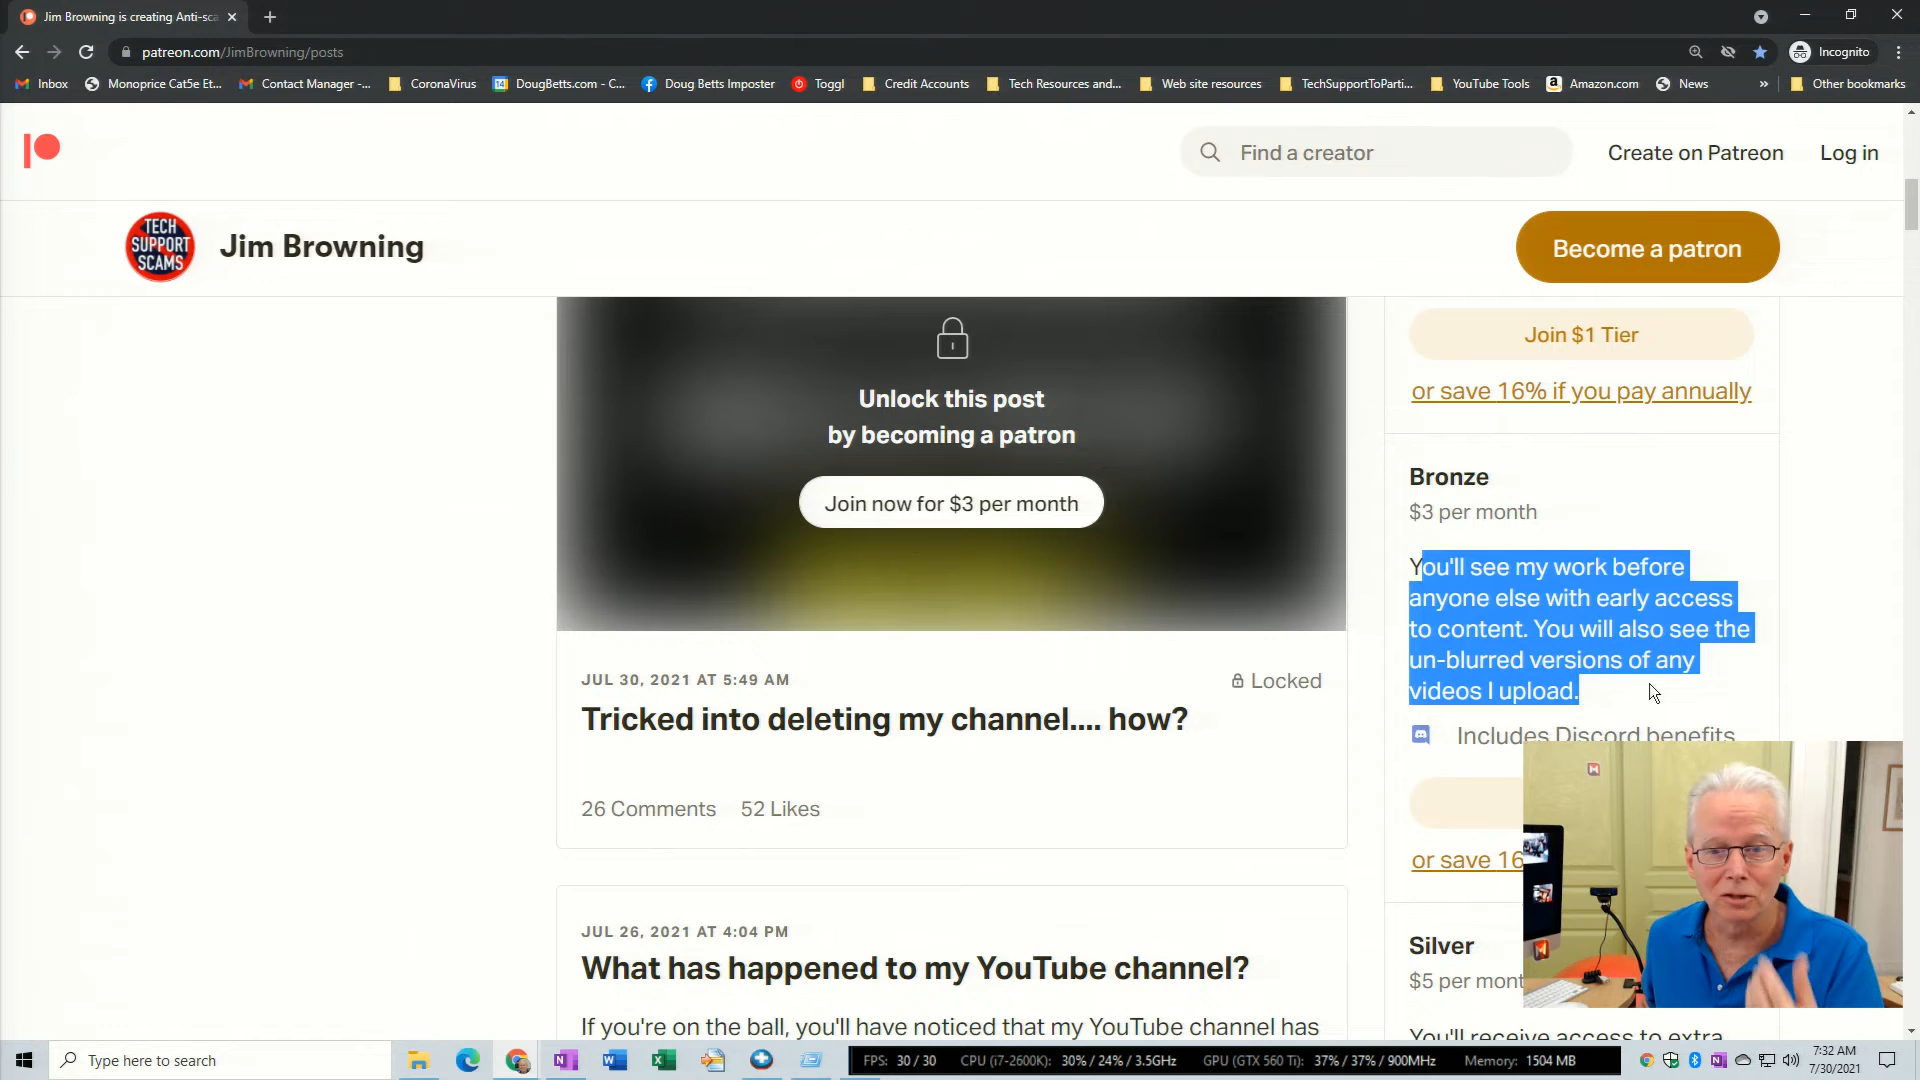 Jim Browning is creating Anti-sca
patreon.com/JimBrowning/posts
Incognito
Inbox
Monoprice Cat5e Et...
Contact Manager -...
CoronaVirus
14
DougBetts.com - C...
Doug Betts Imposter
Toggl
Credit Accounts
Tech Resources and...
Web site resources
TechSupportToParti...
YouTube Tools
Amazon.com
News
»
Other bookmarks
Find a creator
Create on Patreon
Log in
TECH
SUPPORT
SCAMS
Jim Browning
Become a patron
Unlock this post
by becoming a patron
Join now for $3 per month
JUL 30, 2021 AT 5:49 AM
Locked
Tricked into deleting my channel.... how?
26 Comments
52 Likes
JUL 26, 2021 AT 4:04 PM
What has happened to my YouTube channel?
If you're on the ball, you'll have noticed that my YouTube channel has
Join $1 Tier
or save 16% if you pay annually
Bronze
$3 per month
You'll see my work before
anyone else with early access
to content. You will also see the
un-blurred versions of any
videos I upload.
Includes Discord benefits
or save 16
Silver
$5 per mont
You'll receive access to extra
Type here to search
FPS: 30 / 30
CPU (i7-2600K): 30% / 24% / 3.5GHz
GPU (GTX 560 Ti): 37% / 37% / 900MHz
Memory: 1504 MB
7:32 AM
7/30/2021